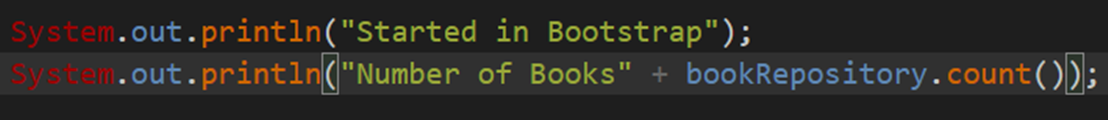 System.out.println("Started in Bootstrap");
System.out.println("Number of Books" + bookRepository.count());